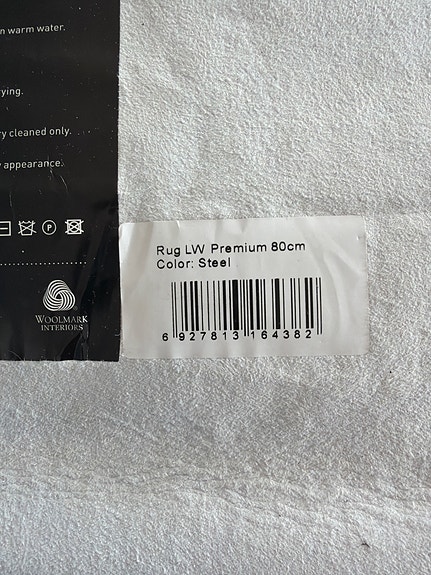 n warm water.
ying.
y cleaned only.
appearance.
P
WOOLMARK
INTERIORS
Rug LW Premium 80cm
Color: Steel
6 927813 164382